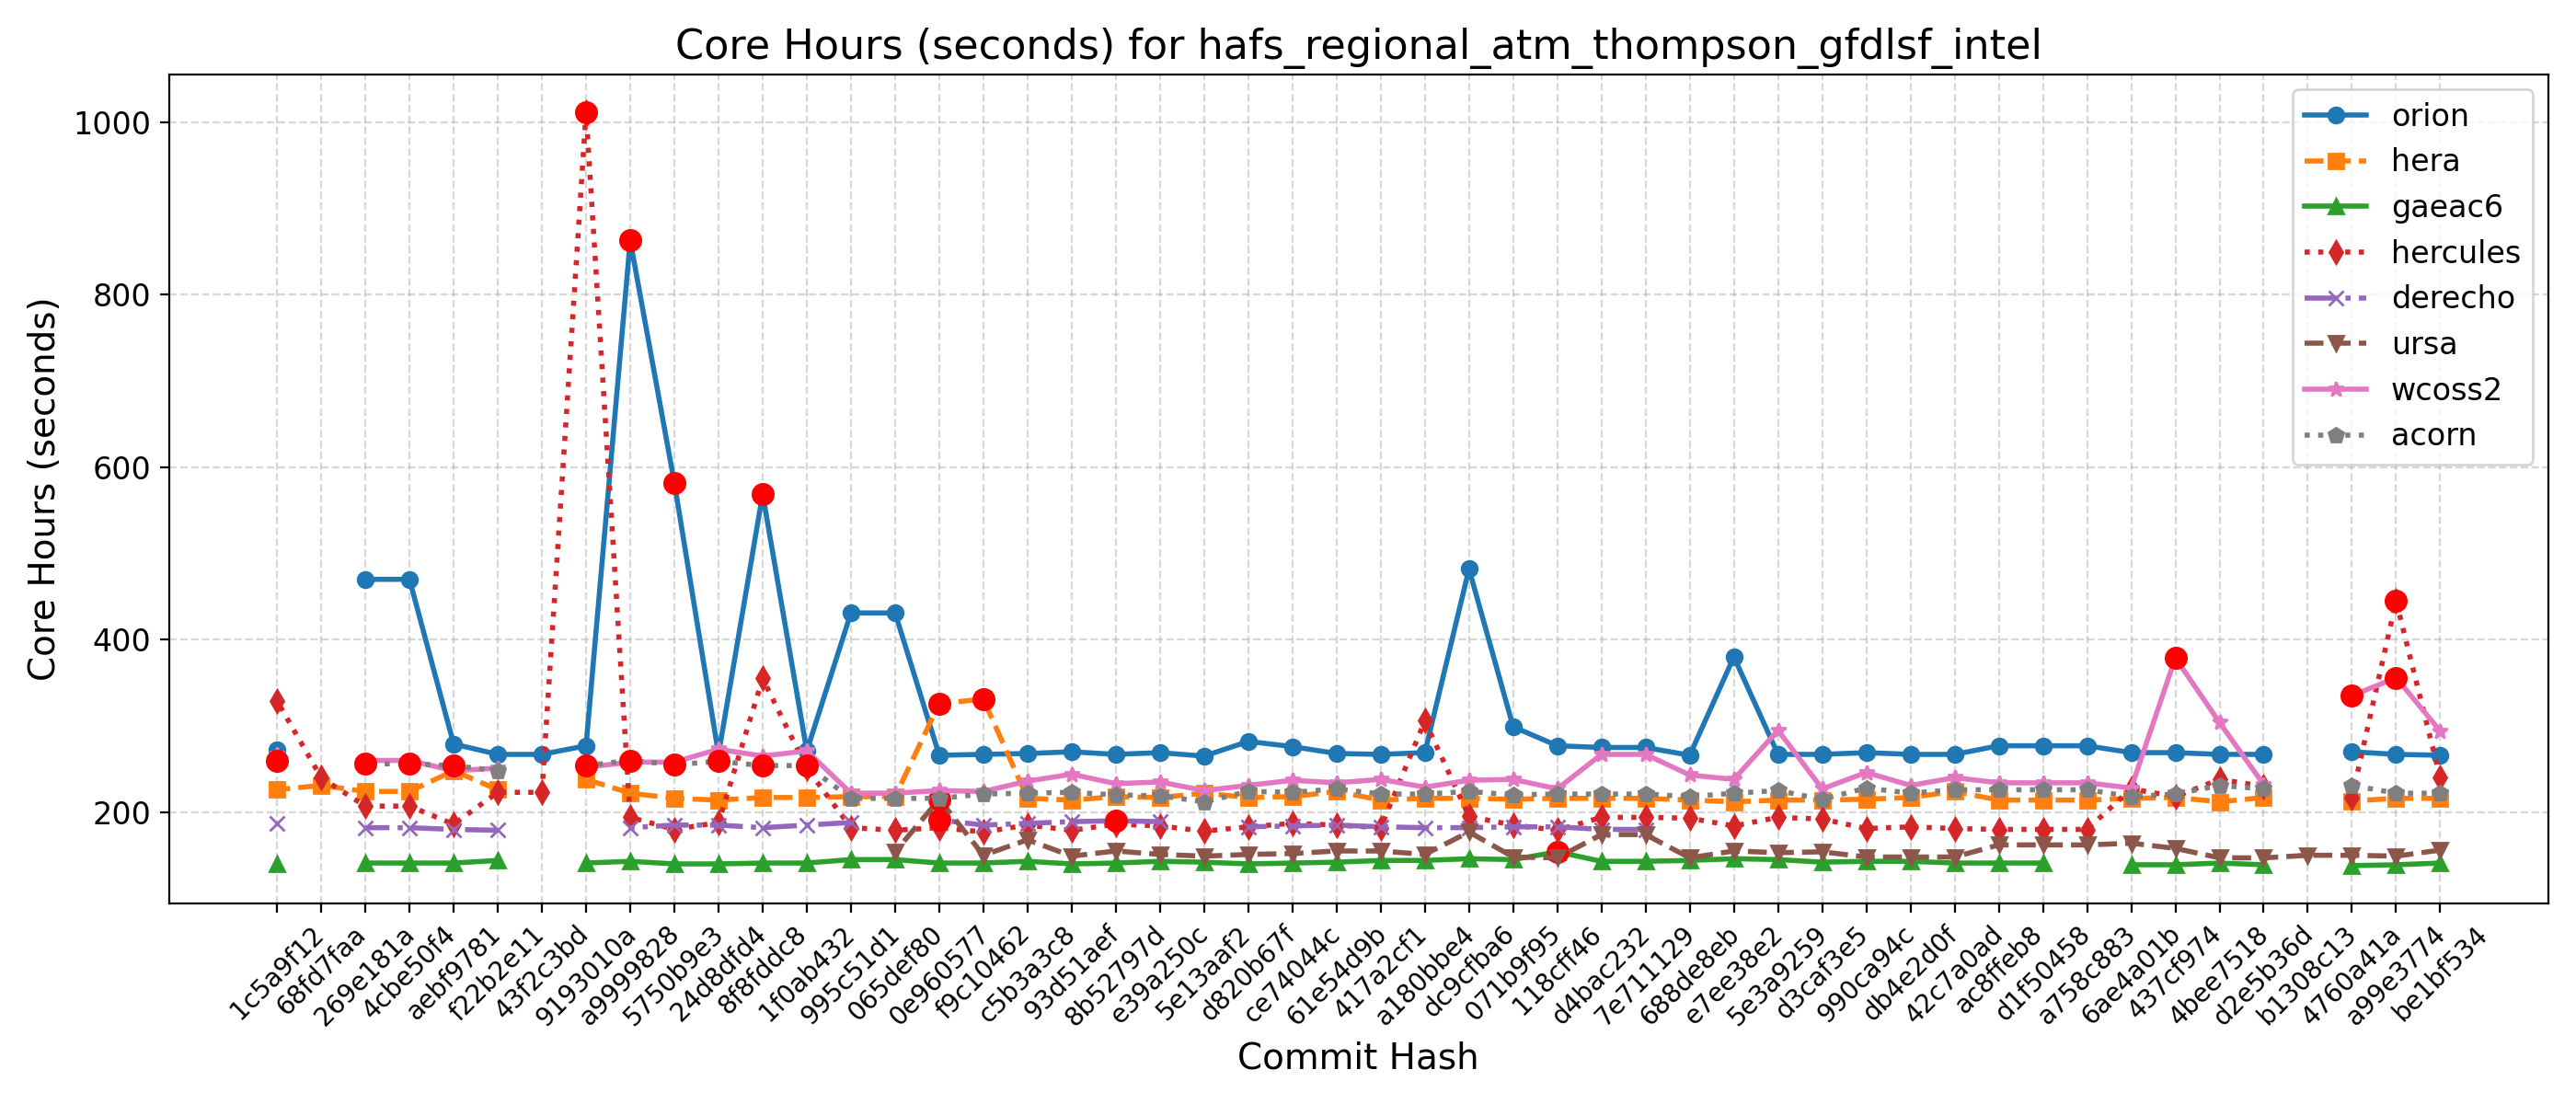 Core Hours (seconds) for hafs_regional_atm_thompson_gfdlsf_intel
Core Hours (seconds)
1000
800
600
400
200
orion
hera
gaeac6
hercules
derecho
ursa
wcoss2
acorn
1c5a9f12
68fd7faa
269e181a
4cbe50f4
aebf9781
f22b2e11
43f2c3bd
9193010a
a9999828
5750b9e3
24d8dfd4
8f8fddc8
1f0ab432
995c51d1
065def80
0e960577
f9c10462
c5b3a3c8
93d51aef
8b52797d
e39a250c
5e13aaf2
d820b67f
ce74044c
61e54d9b
417a2cf1
a180bbe4
dc9cfba6
071b9f95
118cff46
d4bac232
7e711129
688de8eb
e7ee38e2
5e3a9259
d3caf3e5
990ca94c
db4e2d0f
42c7a0ad
ac8ffeb8
d1f50458
a758c883
6ae4a01b
437cf974
4bee7518
d2e5b36d
b1308c13
4760a41a
a99e3774
be1bf534
Commit Hash